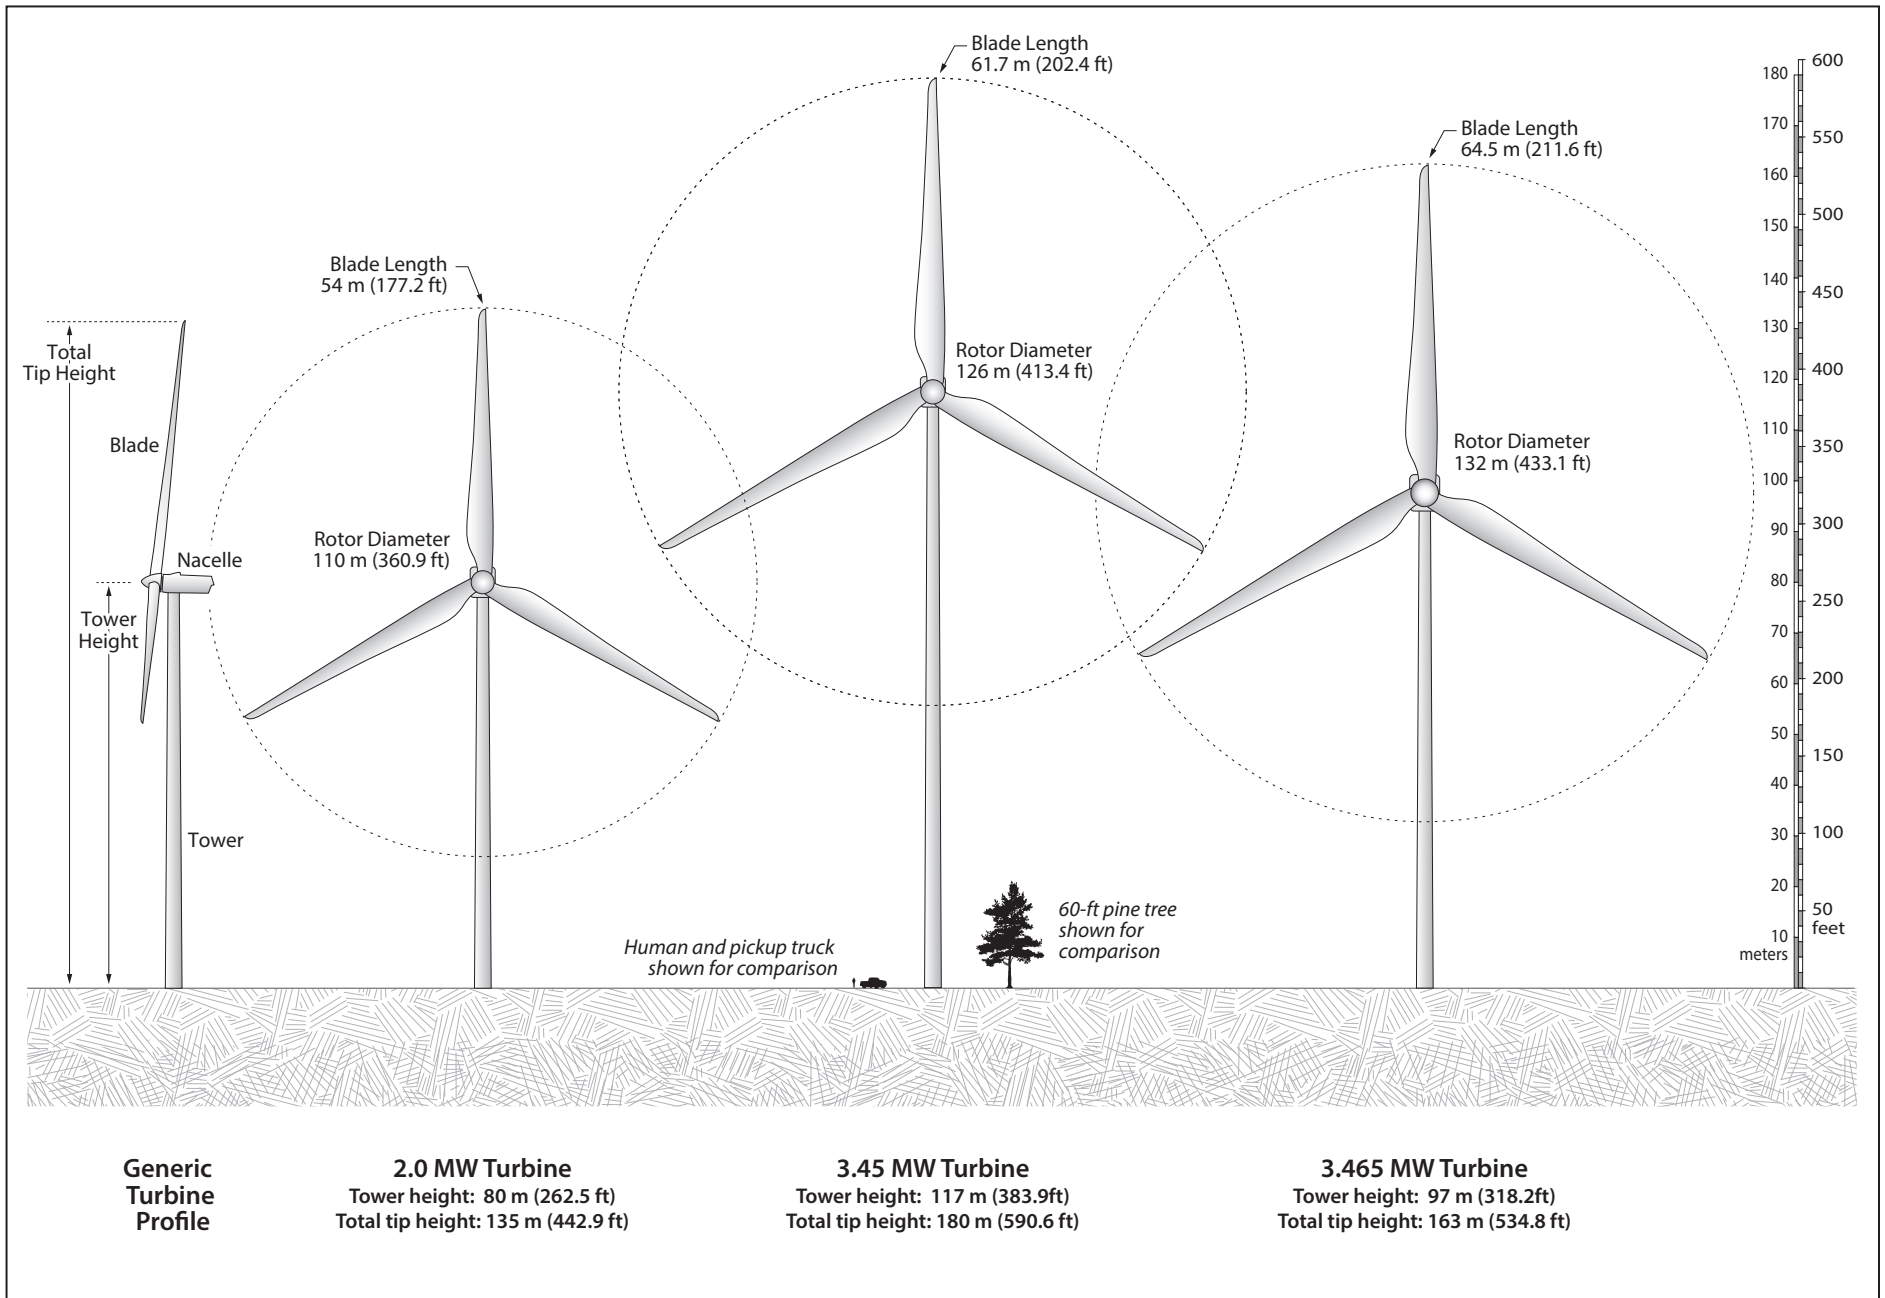 Blade Length
61.7 m (202.4 ft)
Blade Length
64.5 m (211.6 ft)
Blade Length
54 m (177.2 ft)
Total
Tip Height
Blade
Nacelle
Tower
Height
Tower
Rotor Diameter
110 m (360.9 ft)
Rotor Diameter
126 m (413.4 ft)
Rotor Diameter
132 m (433.1 ft)
Human and pickup truck
shown for comparison
60-ft pine tree
shown for
comparison
180
170
160
150
140
130
120
110
100
90
80
70
60
50
40
30
20
10
meters
600
550
500
450
400
350
300
250
200
150
100
50
feet
Generic
Turbine
Profile
2.0 MW Turbine
Tower height: 80 m (262.5 ft)
Total tip height: 135 m (442.9 ft)
3.45 MW Turbine
Tower height: 117 m (383.9ft)
Total tip height: 180 m (590.6 ft)
3.465 MW Turbine
Tower height: 97 m (318.2ft)
Total tip height: 163 m (534.8 ft)